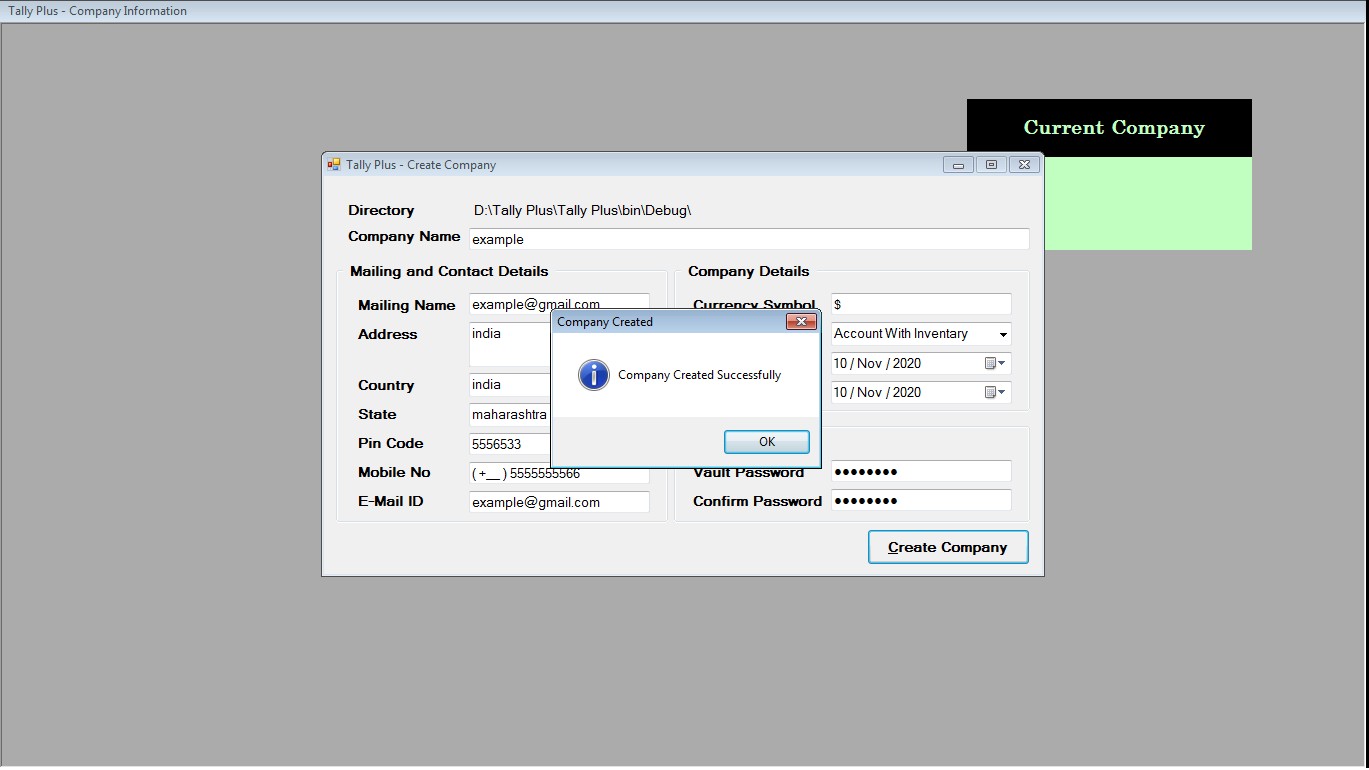 Tally Plus - Company Information
Current Company
Tally Plus - Create Company
Directory D:\Tally Plus\Tally Plus\bin\Debug\
Company Name example
Mailing and Contact Details
Mailing Name example@gmail.com
Address india
Country india
State maharashtra
Pin Code 5556533
Mobile No ( +__ ) 5555555566
E-Mail ID example@gmail.com
Company Details
Currency Symbol $
Account With Inventory
10 / Nov / 2020
10 / Nov / 2020
Vault Password ●●●●●●●●
Confirm Password ●●●●●●●●
Create Company
Company Created
Company Created Successfully
OK